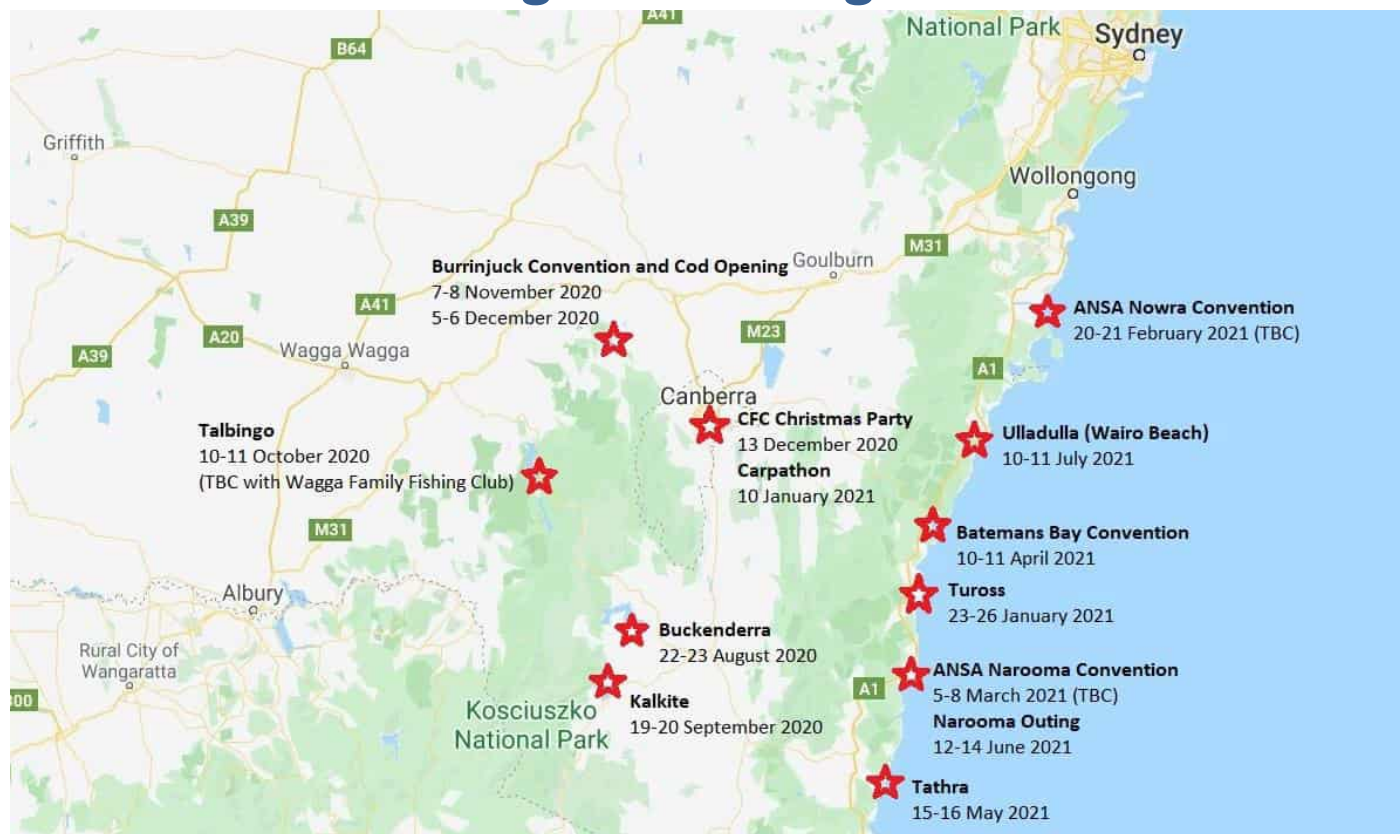 A41
National Park
Sydney
B64
Griffith
Wollongong
A39
M31
Burrinjuck Convention and Cod Opening
7-8 November 2020
5-6 December 2020
Goulburn
A41
ANSA Nowra Convention
20-21 February 2021 (TBC)
A20
M23
A39
Wagga Wagga
A1
Canberra
CFC Christmas Party
13 December 2020
Carpathon
10 January 2021
Talbingo
10-11 October 2020
(TBC with Wagga Family Fishing Club)
Ulladulla (Wairo Beach)
10-11 July 2021
M31
Batemans Bay Convention
10-11 April 2021
Albury
Tuross
23-26 January 2021
Buckenderra
22-23 August 2020
Rural City of
Wangaratta
ANSA Narooma Convention
5-8 March 2021 (TBC)
Narooma Outing
12-14 June 2021
A1
Kalkite
19-20 September 2020
Kosciuszko
National Park
Tathra
15-16 May 2021